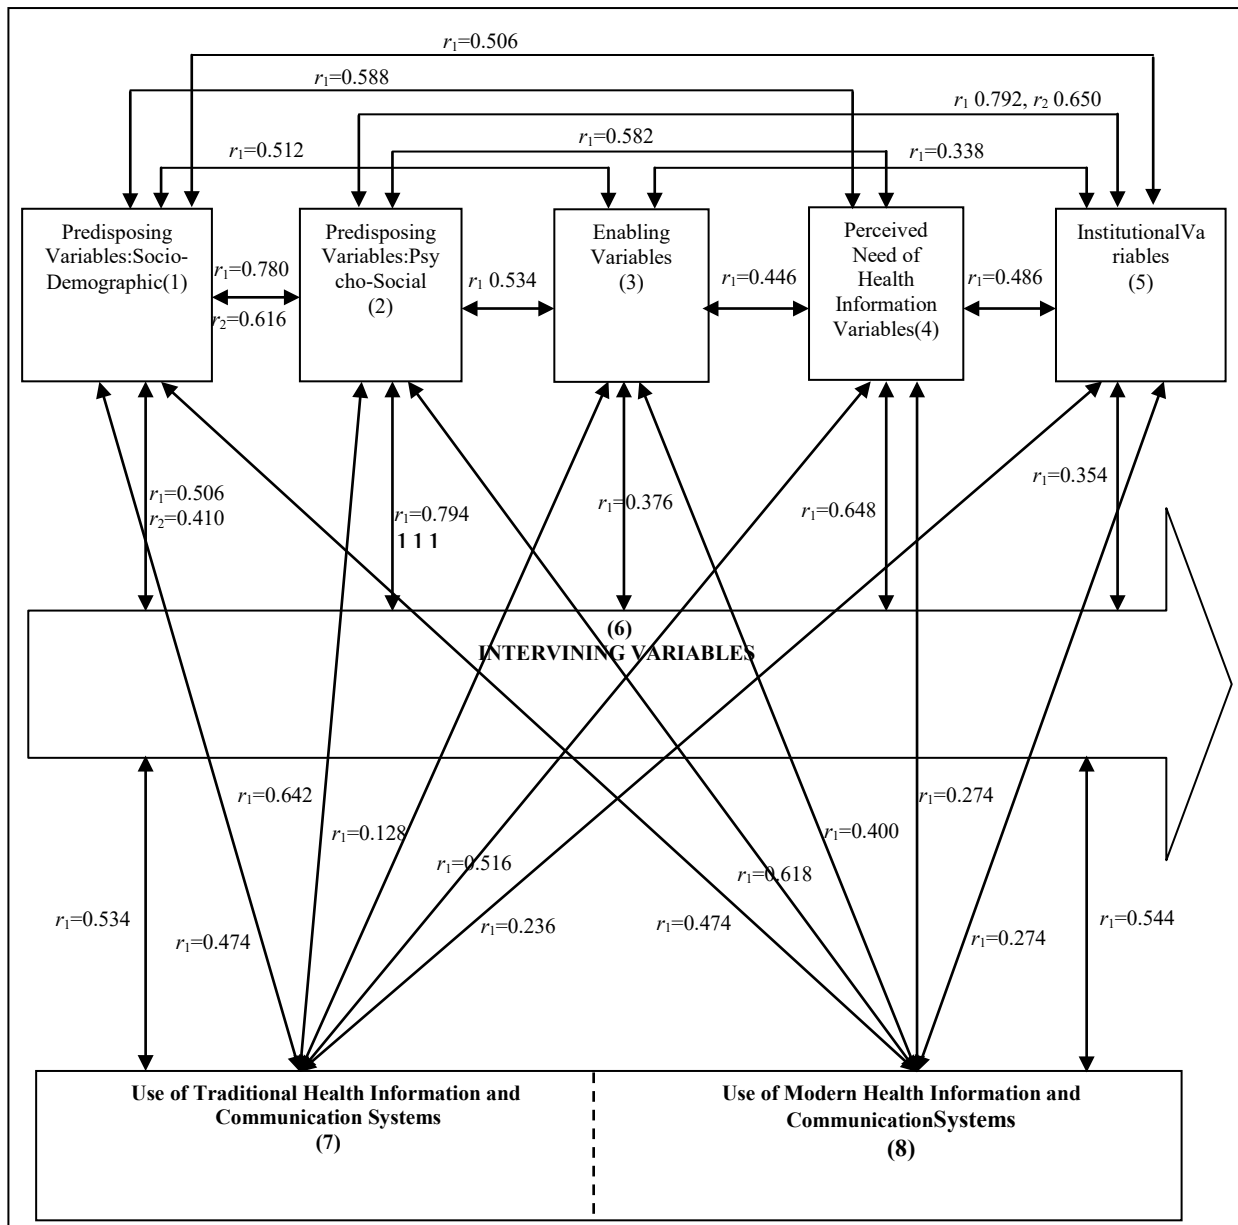 r1=0.506
r1=0.588
r1 0.792, r2 0.650
r1=0.582
r1=0.512
r1=0.338
Predisposing
Variables:Socio-
Demographic(1)
r1=0.780
r2=0.616
Predisposing
Variables:Psy
cho-Social
(2)
r1 0.534
Enabling
Variables
(3)
r1=0.446
Perceived
Need of
Health
Information
Variables(4)
r1=0.486
InstitutionalVa
riables
(5)
r1=0.506
r2=0.410
r1=0.794
1 1 1
r1=0.376
r1=0.648
r1=0.354
(6)
INTERVINING VARIABLES
r1=0.642
r1=0.128
r1=0.516
r1=0.236
r1=0.474
r1=0.618
r1=0.400
r1=0.274
r1=0.274
r1=0.534
r1=0.474
r1=0.544
Use of Traditional Health Information and
Communication Systems
(7)
Use of Modern Health Information and
CommunicationSystems
(8)